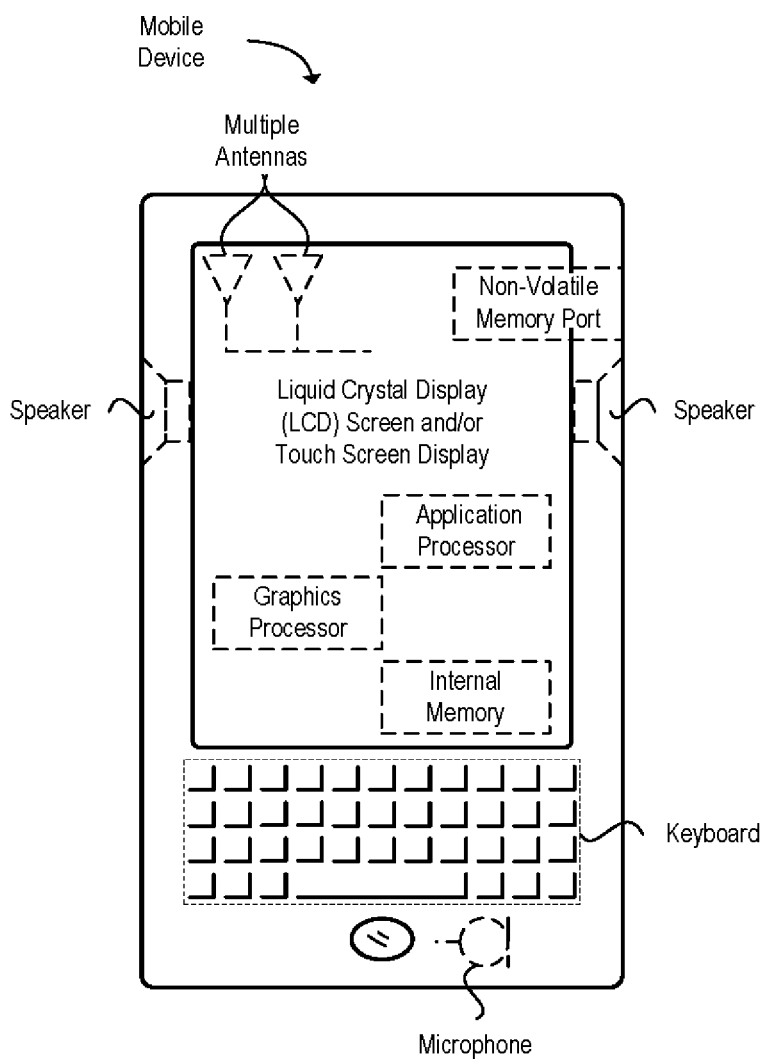 Mobile
Device
Multiple
Antennas
Non-Volatile
Memory Port
Speaker
Liquid Crystal Display
(LCD) Screen and/or
Touch Screen Display
Speaker
Application
Processor
Graphics
Processor
Internal
Memory
Keyboard
Microphone